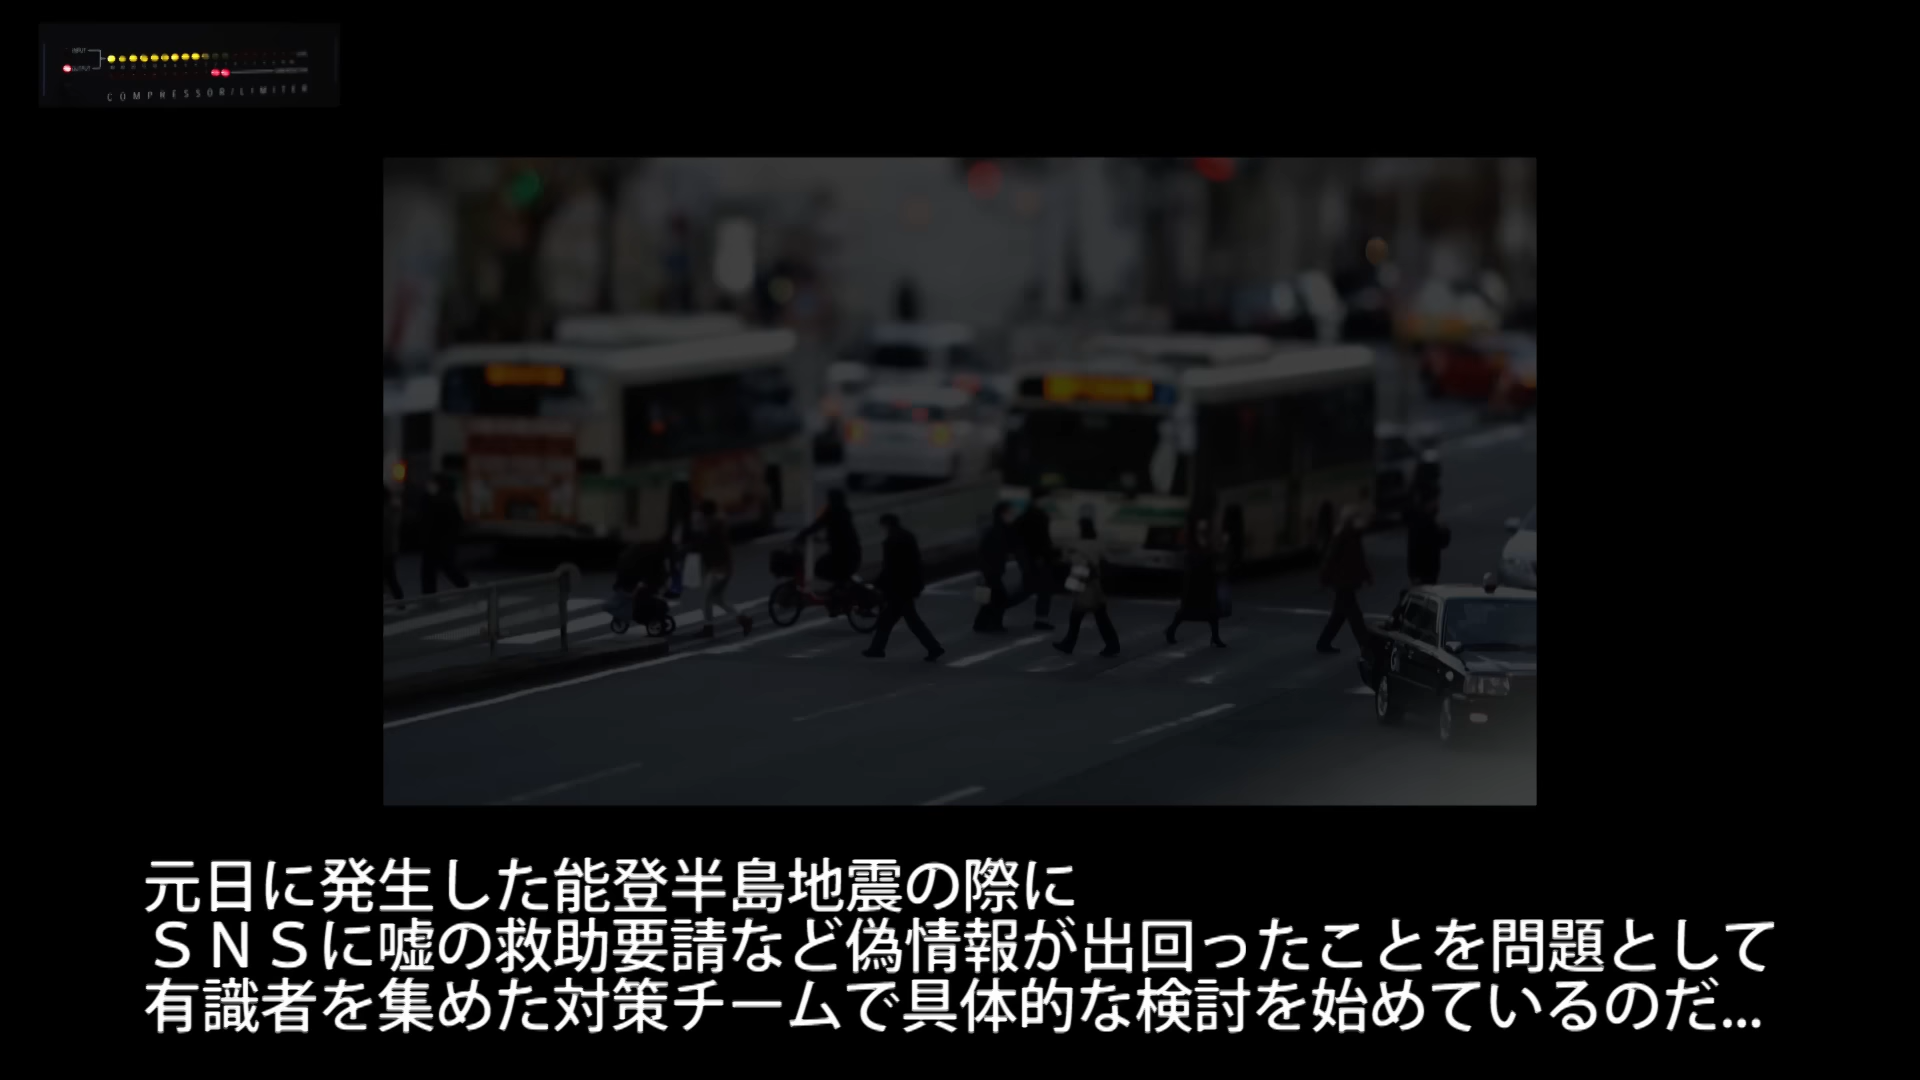 INPUT
OUTPUT
COMPRESSOR/LIMITER
元日に発生した能登半島地震の際に
ＳＮＳに嘘の救助要請など偽情報が出回ったことを問題として
有識者を集めた対策チームで具体的な検討を始めているのだ…